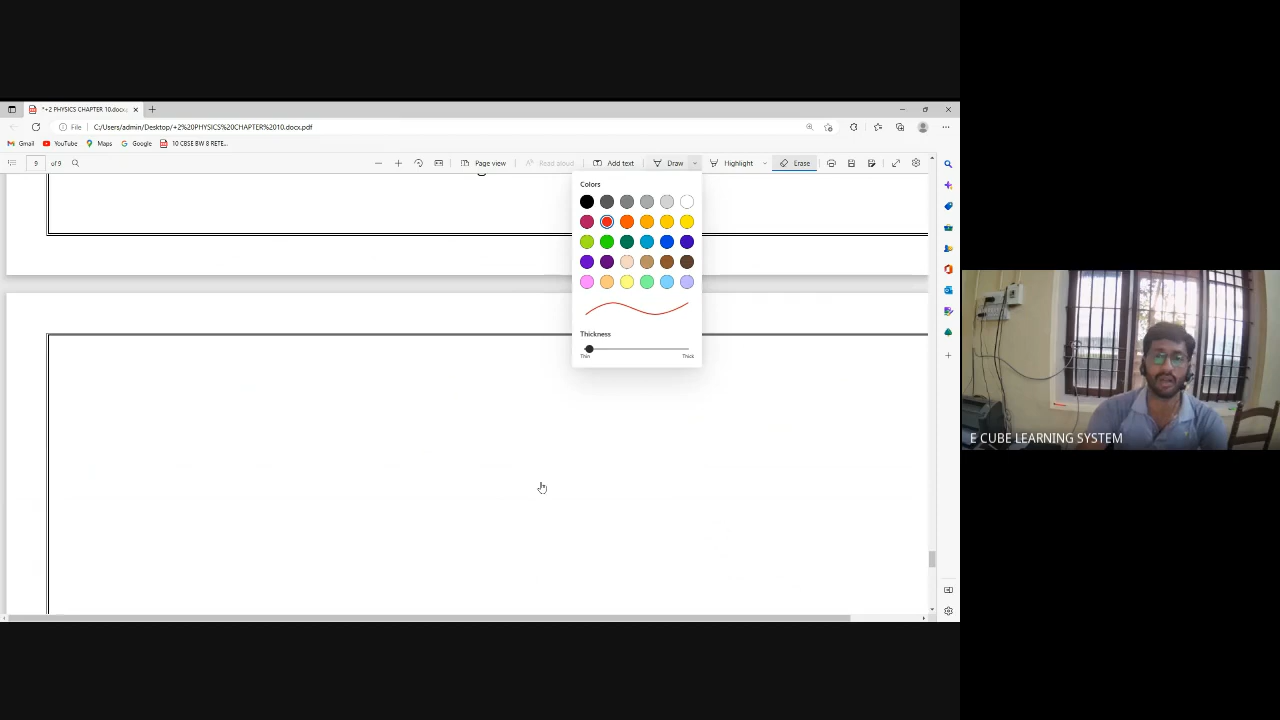 *+2 PHYSICS CHAPTER 10.docx.p
File
C:/Users/admin/Desktop/+2%20PHYSICS%20CHAPTER%2010.docx.pdf
Gmail
YouTube
Maps
Google
10 CBSE BW 8 RETE...
9 of 9
Page view
Read aloud
Add text
Draw
Highlight
Erase
Colors
Thickness
Thin
Thick
E CUBE LEARNING SYSTEM